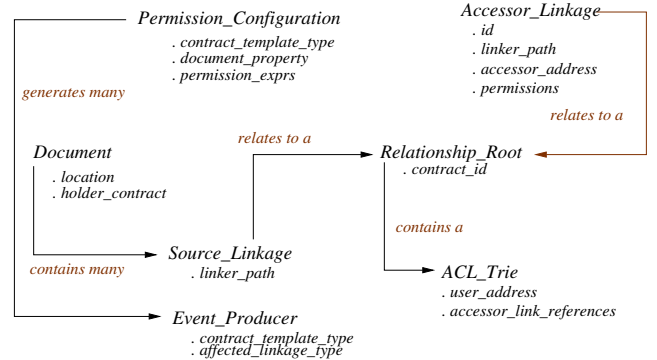 Permission_Configuration
. contract_template_type
. document_property
. permission_exprs
Accessor_Linkage
. id
. linker_path
. accessor_address
. permissions
generates many
relates to a
relates to a
Document
. location
. holder_contract
Relationship_Root
. contract_id
contains a
contains many
Source_Linkage
. linker_path
ACL_Trie
. user_address
. accessor_link_references
Event_Producer
. contract_template_type
. affected_linkage_type